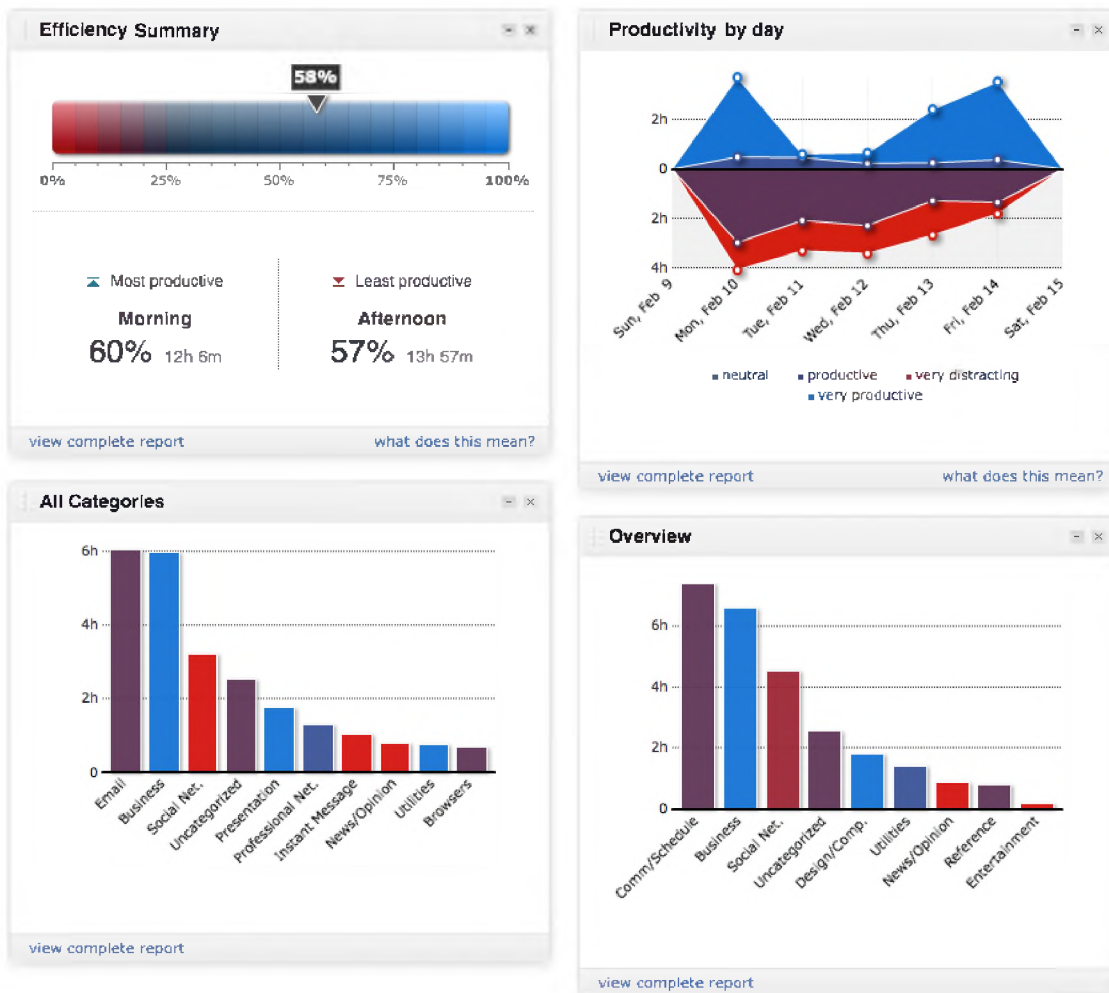 Efficiency Summary
58%
0% 25% 50% 75% 100%
Most productive
Morning
60% 12h 6m
Least productive
Afternoon
57% 13h 57m
view complete report what does this mean?
Productivity by day
2h
0
2h
4h
Sun, Feb 9
Mon, Feb 10
Tue, Feb 11
Wed, Feb 12
Thu, Feb 13
Fri, Feb 14
Sat, Feb 15
neutral productive very distracting
very productive
view complete report what does this mean?
All Categories
6h
4h
2h
0
Email
Business
Social Net.
Uncategorized
Presentation
Professional Net.
Instant Message
News/Opinion
Utilities
Browsers
view complete report
Overview
6h
4h
2h
0
Comm/Schedule
Business
Social Net.
Uncategorized
Design/Comp.
Utilities
News/Opinion
Reference
Entertainment
view complete report